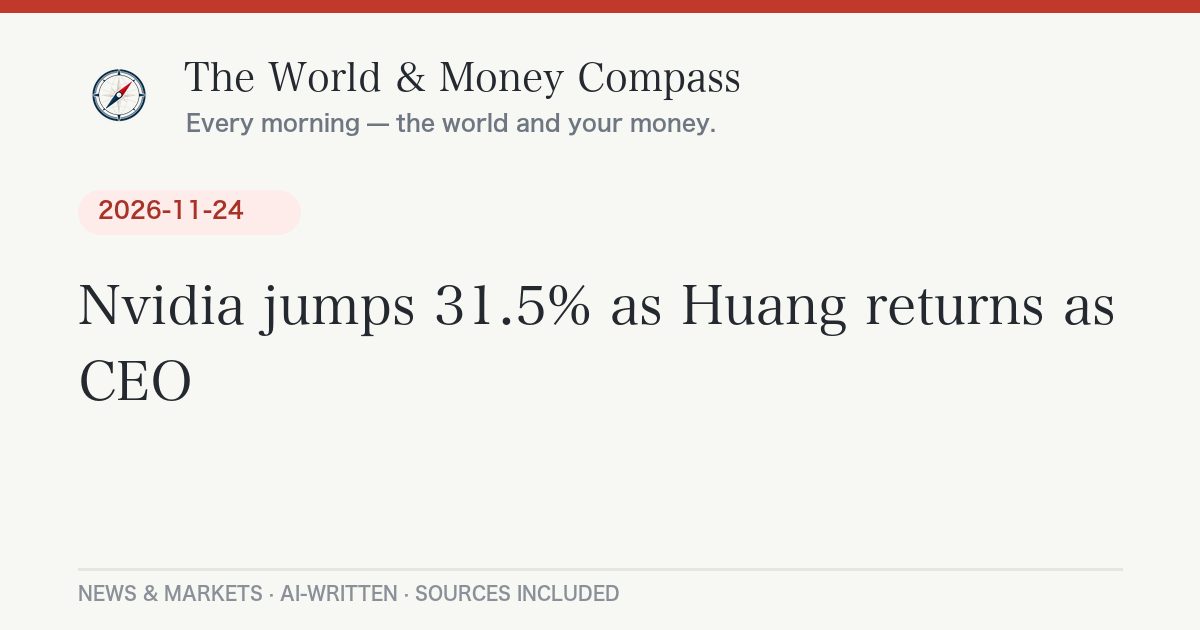 The World & Money Compass
Every morning — the world and your money.
2026-11-24
Nvidia jumps 31.5% as Huang returns as
CEO
NEWS & MARKETS · AI-WRITTEN · SOURCES INCLUDED